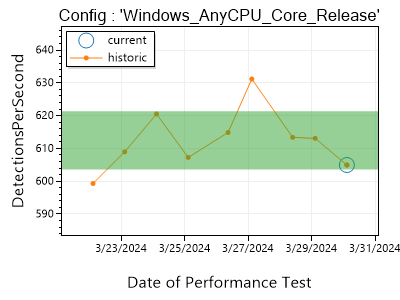 Config : 'Windows_AnyCPU_Core_Release'
current
historic
DetectionsPerSecond
640
630
620
610
600
590
3/23/2024
3/25/2024
3/27/2024
3/29/2024
3/31/2024
Date of Performance Test